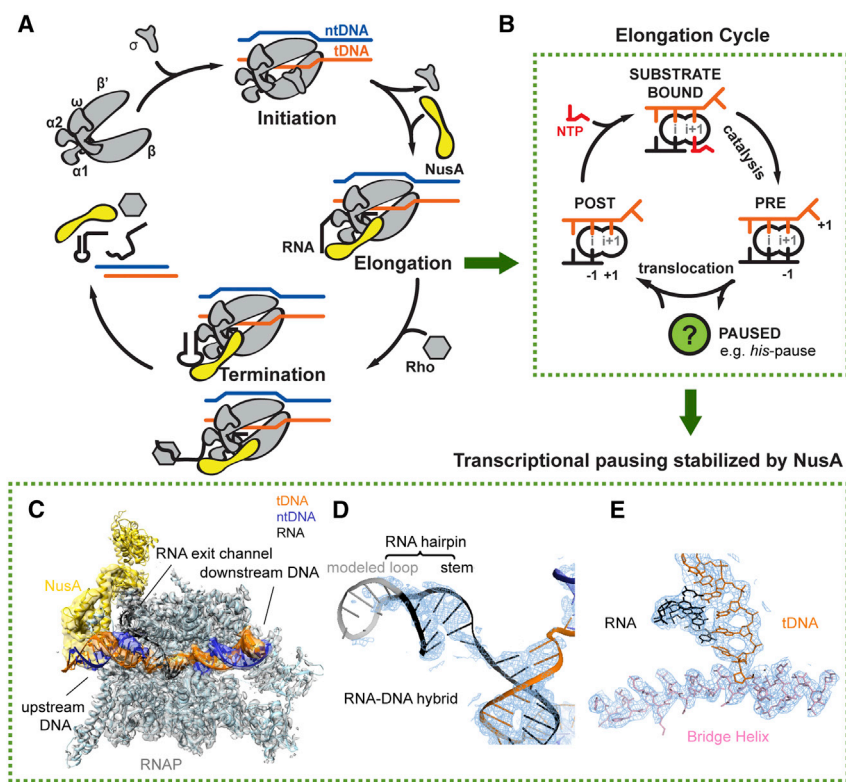 A
σ
ntDNA
tDNA
β'
ω
α2
α1
β
Initiation
NusA
RNA
Elongation
Rho
Termination
B
Elongation Cycle
SUBSTRATE
BOUND
NTP
i i+1
catalysis
POST
PRE
i i+1
i i+1
+1
-1 +1
-1
translocation
?
PAUSED
e.g. his-pause
Transcriptional pausing stabilized by NusA
C
tDNA
ntDNA
RNA
RNA exit channel
downstream DNA
NusA
upstream
DNA
RNAP
D
RNA hairpin
modeled loop
stem
RNA-DNA hybrid
E
RNA
tDNA
Bridge Helix